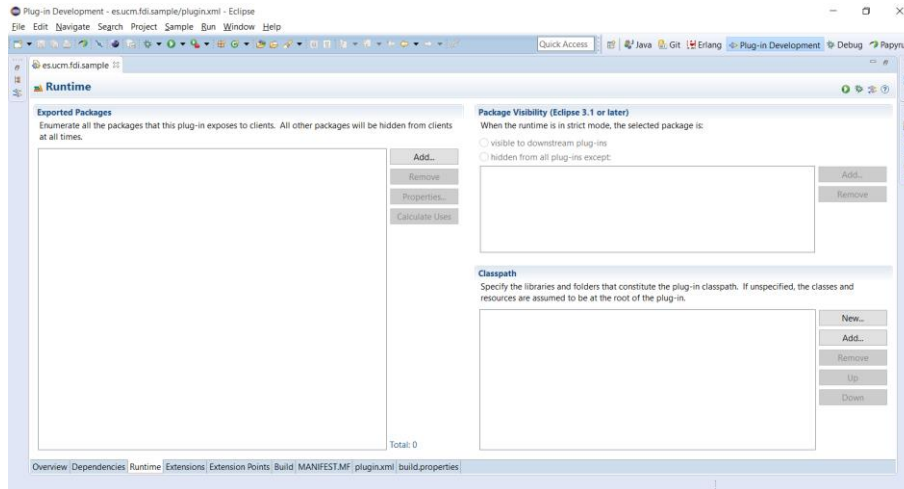 Plug-in Development - es.ucm.fdi.sample/plugin.xml - Eclipse
File Edit Navigate Search Project Sample Run Window Help
Quick Access Java Git Erlang Plug-in Development Debug Papyru
es.ucm.fdi.sample
Runtime
Exported Packages
Enumerate all the packages that this plug-in exposes to clients. All other packages will be hidden from clients
at all times.
Add...
Remove
Properties...
Calculate Uses
Total: 0
Package Visibility (Eclipse 3.1 or later)
When the runtime is in strict mode, the selected package is:
visible to downstream plug-ins
hidden from all plug-ins except:
Add...
Remove
Classpath
Specify the libraries and folders that constitute the plug-in classpath. If unspecified, the classes and
resources are assumed to be at the root of the plug-in.
New...
Add...
Remove
Up
Down
Overview Dependencies Runtime Extensions Extension Points Build MANIFEST.MF plugin.xml build.properties